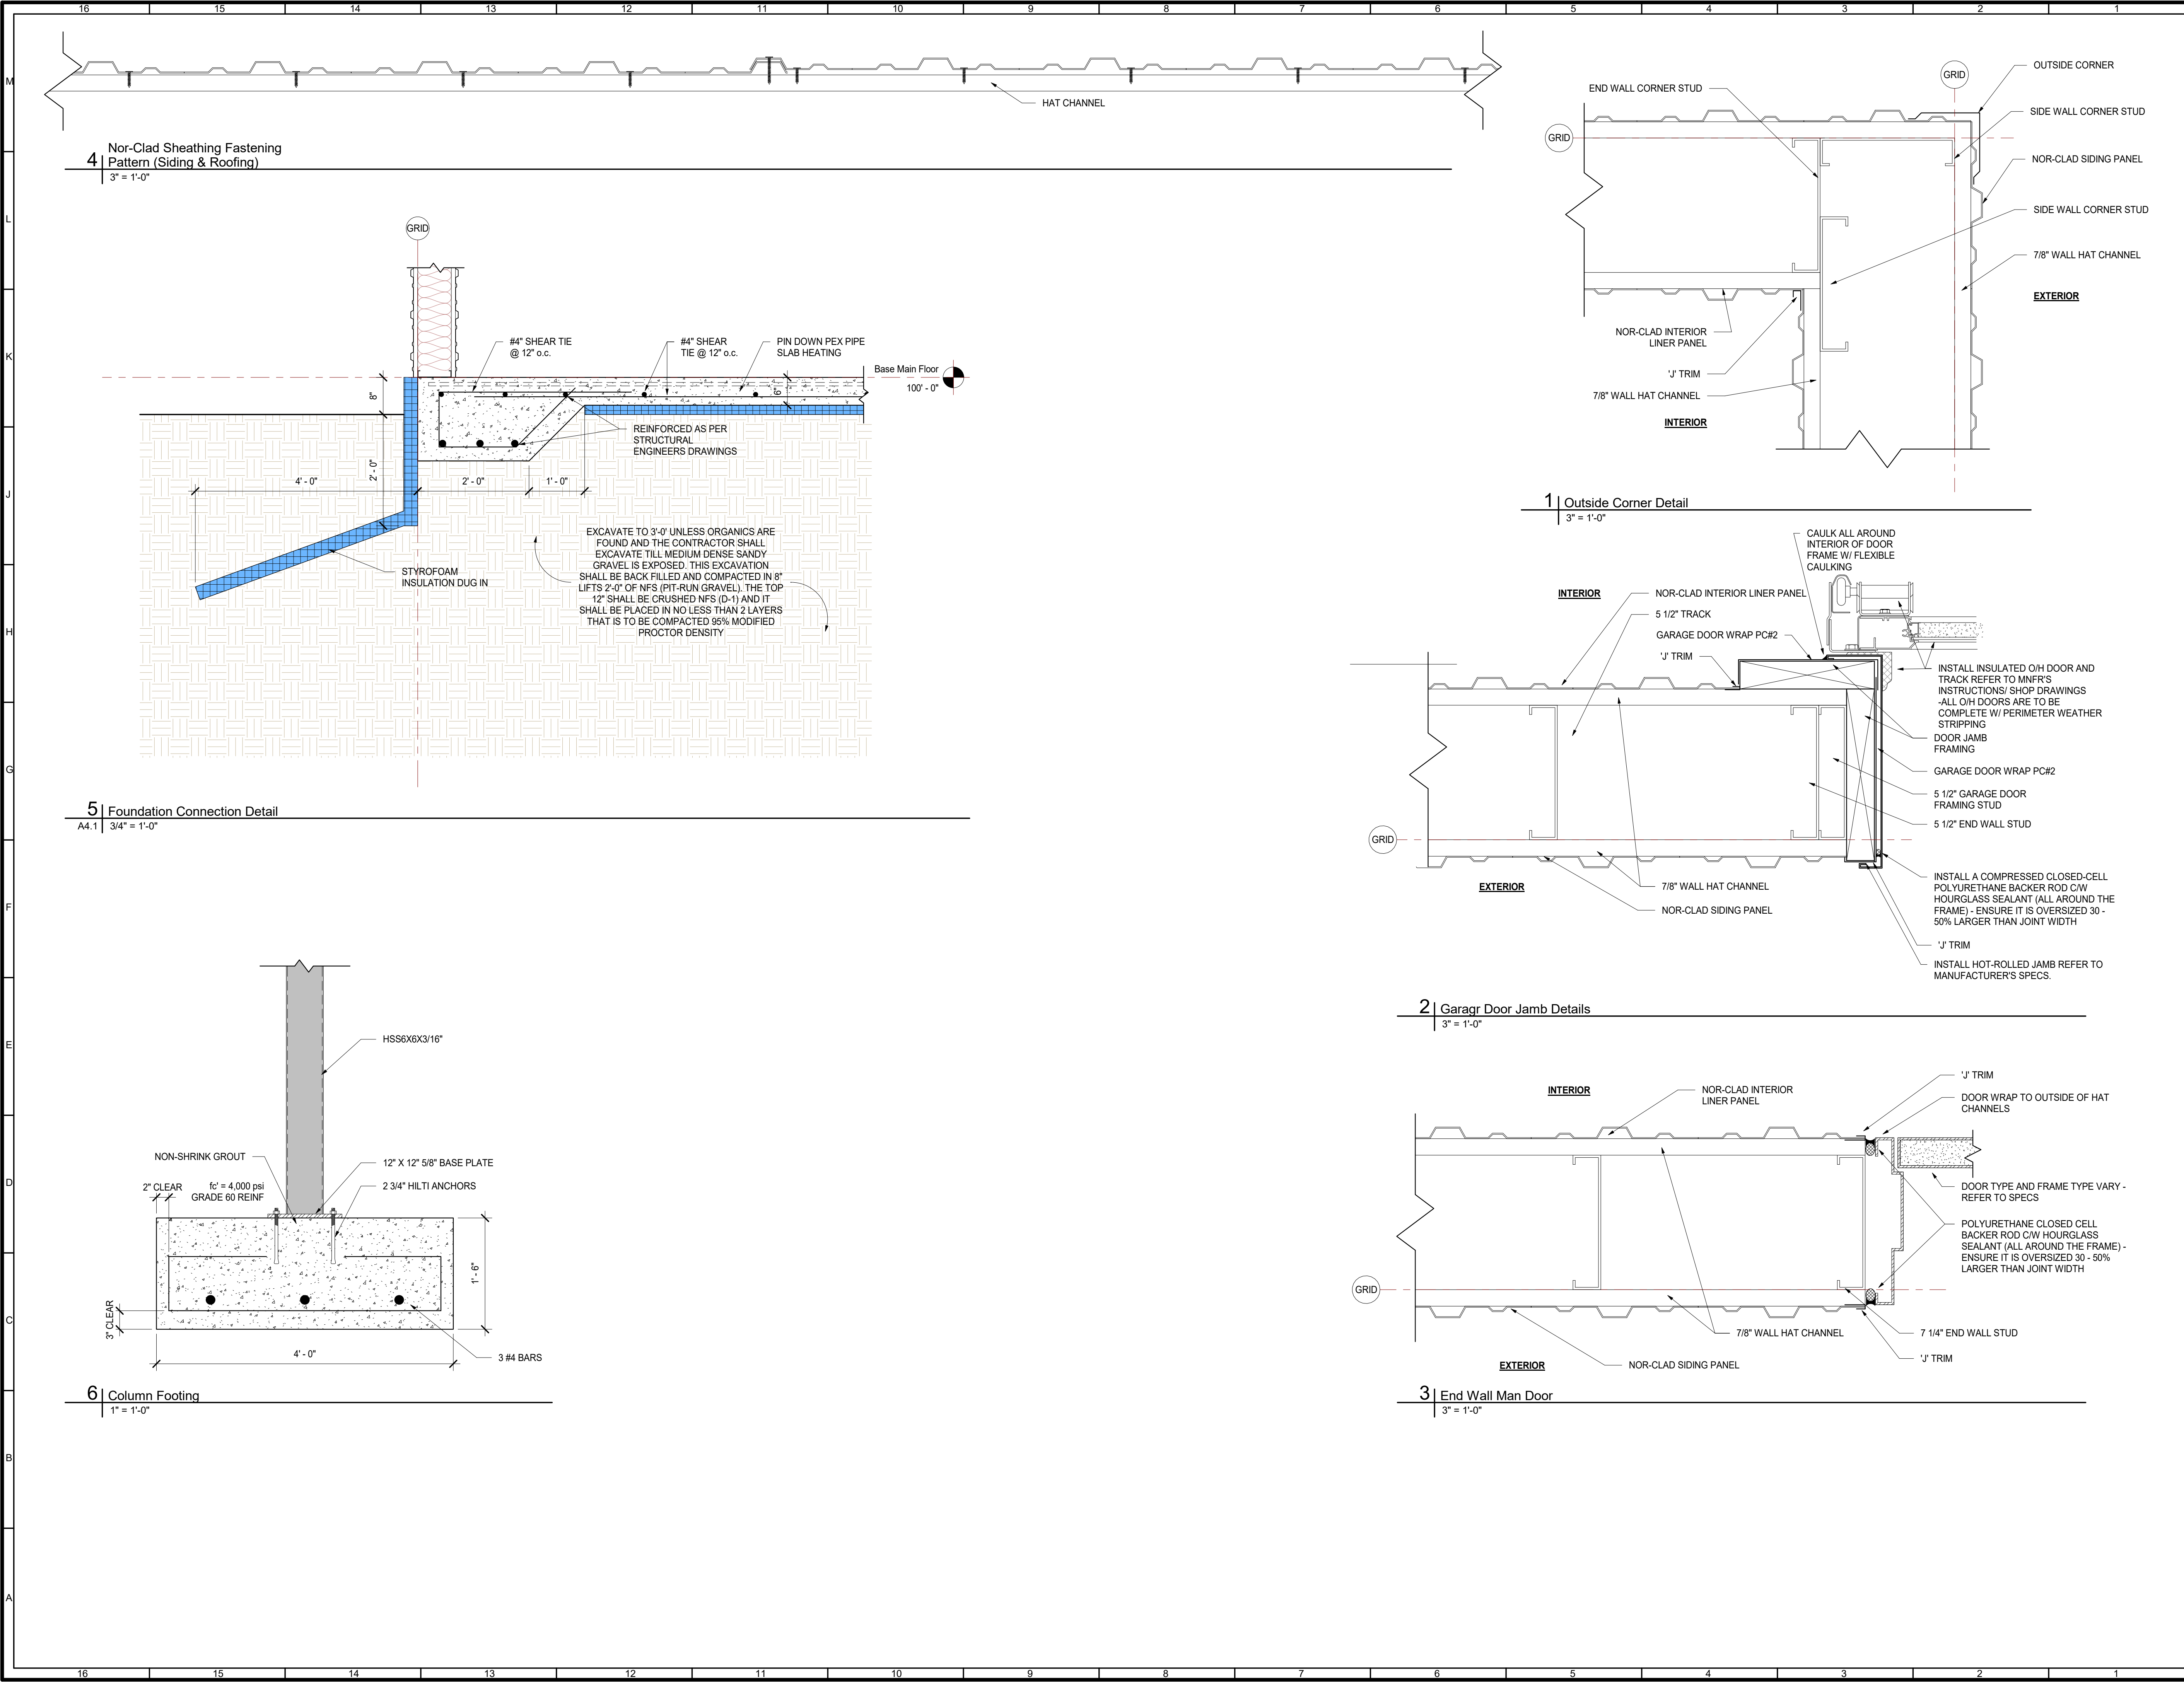 16 15 14 13 12 11 10 9 8 7 6 5 4 3 2 1
M
L
K
J
H
G
F
E
D
C
B
A
HAT CHANNEL
4
Nor-Clad Sheathing Fastening
Pattern (Siding & Roofing)
3" = 1'-0"
GRID
#4" SHEAR TIE
@ 12" o.c.
#4" SHEAR
TIE @ 12" o.c.
PIN DOWN PEX PIPE
SLAB HEATING
Base Main Floor
100' - 0"
8"
6"
2' - 0"
REINFORCED AS PER
STRUCTURAL
ENGINEERS DRAWINGS
4' - 0"
2' - 0"
1' - 0"
EXCAVATE TO 3'-0' UNLESS ORGANICS ARE
FOUND AND THE CONTRACTOR SHALL
EXCAVATE TILL MEDIUM DENSE SANDY
GRAVEL IS EXPOSED. THIS EXCAVATION
SHALL BE BACK FILLED AND COMPACTED IN 8"
LIFTS 2'-0" OF NFS (PIT-RUN GRAVEL). THE TOP
12" SHALL BE CRUSHED NFS (D-1) AND IT
SHALL BE PLACED IN NO LESS THAN 2 LAYERS
THAT IS TO BE COMPACTED 95% MODIFIED
PROCTOR DENSITY
STYROFOAM
INSULATION DUG IN
5
Foundation Connection Detail
A4.1
3/4" = 1'-0"
HSS6X6X3/16"
NON-SHRINK GROUT
12" X 12" 5/8" BASE PLATE
2" CLEAR
fc' = 4,000 psi
GRADE 60 REINF
2 3/4" HILTI ANCHORS
1' - 6"
3" CLEAR
4' - 0"
3 #4 BARS
6
Column Footing
1" = 1'-0"
GRID
OUTSIDE CORNER
END WALL CORNER STUD
SIDE WALL CORNER STUD
GRID
NOR-CLAD SIDING PANEL
SIDE WALL CORNER STUD
7/8" WALL HAT CHANNEL
EXTERIOR
NOR-CLAD INTERIOR
LINER PANEL
'J' TRIM
7/8" WALL HAT CHANNEL
INTERIOR
1
Outside Corner Detail
3" = 1'-0"
CAULK ALL AROUND
INTERIOR OF DOOR
FRAME W/ FLEXIBLE
CAULKING
INTERIOR
NOR-CLAD INTERIOR LINER PANEL
5 1/2" TRACK
GARAGE DOOR WRAP PC#2
'J' TRIM
INSTALL INSULATED O/H DOOR AND
TRACK REFER TO MNFR'S
INSTRUCTIONS/ SHOP DRAWINGS
-ALL O/H DOORS ARE TO BE
COMPLETE W/ PERIMETER WEATHER
STRIPPING
DOOR JAMB
FRAMING
GARAGE DOOR WRAP PC#2
5 1/2" GARAGE DOOR
FRAMING STUD
5 1/2" END WALL STUD
GRID
EXTERIOR
7/8" WALL HAT CHANNEL
NOR-CLAD SIDING PANEL
INSTALL A COMPRESSED CLOSED-CELL
POLYURETHANE BACKER ROD C/W
HOURGLASS SEALANT (ALL AROUND THE
FRAME) - ENSURE IT IS OVERSIZED 30 -
50% LARGER THAN JOINT WIDTH
'J' TRIM
INSTALL HOT-ROLLED JAMB REFER TO
MANUFACTURER'S SPECS.
2
Garagr Door Jamb Details
3" = 1'-0"
INTERIOR
NOR-CLAD INTERIOR
LINER PANEL
'J' TRIM
DOOR WRAP TO OUTSIDE OF HAT
CHANNELS
DOOR TYPE AND FRAME TYPE VARY -
REFER TO SPECS
POLYURETHANE CLOSED CELL
BACKER ROD C/W HOURGLASS
SEALANT (ALL AROUND THE FRAME) -
ENSURE IT IS OVERSIZED 30 - 50%
LARGER THAN JOINT WIDTH
GRID
7/8" WALL HAT CHANNEL
7 1/4" END WALL STUD
'J' TRIM
EXTERIOR
NOR-CLAD SIDING PANEL
3
End Wall Man Door
3" = 1'-0"
16 15 14 13 12 11 10 9 8 7 6 5 4 3 2 1